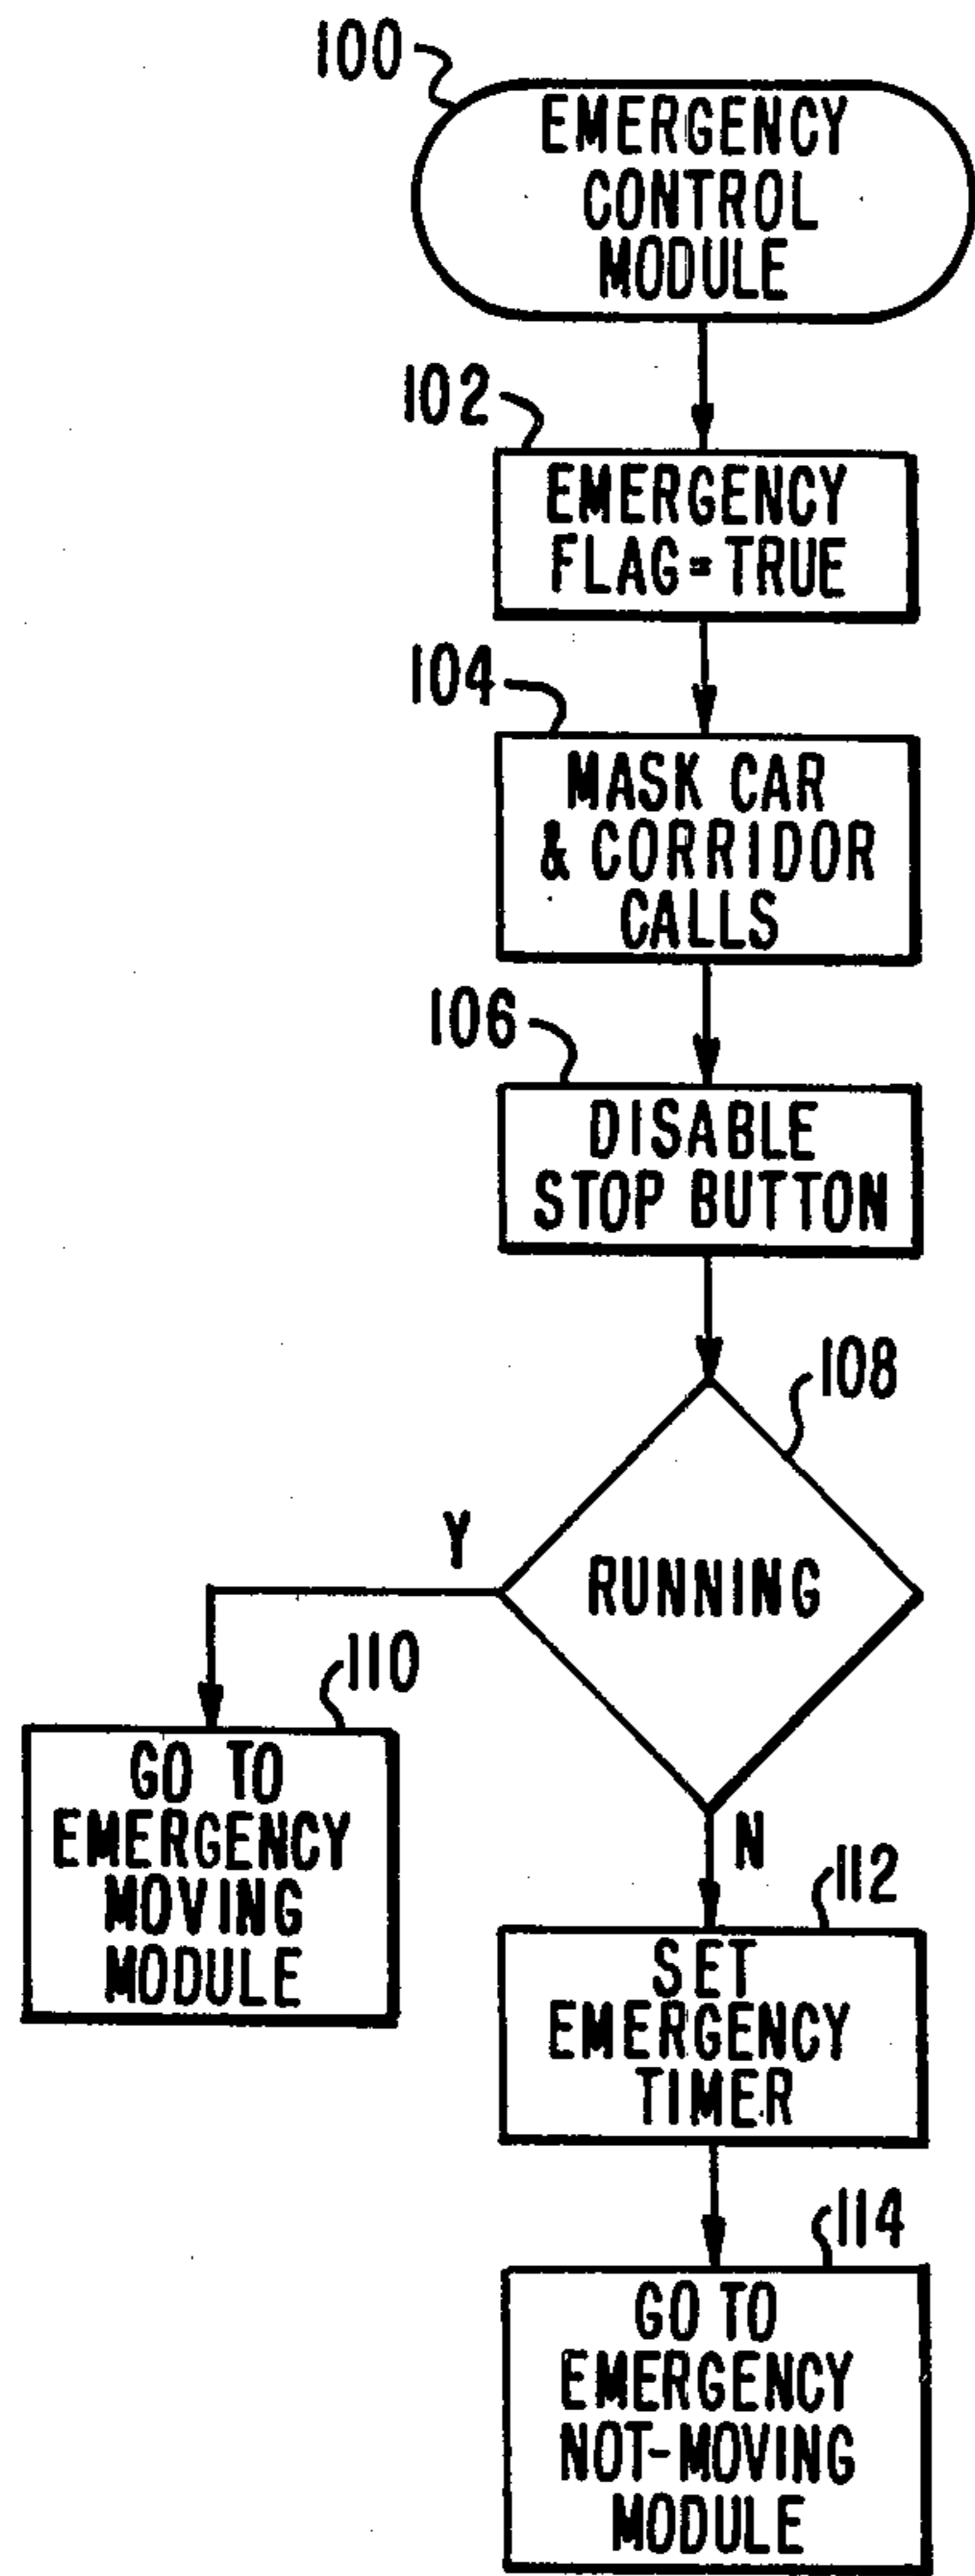 100
EMERGENCY
CONTROL
MODULE
102
EMERGENCY
FLAG=TRUE
104
MASK CAR
& CORRIDOR
CALLS
106
DISABLE
STOP BUTTON
108
RUNNING
Y
110
GO TO
EMERGENCY
MOVING
MODULE
N
112
SET
EMERGENCY
TIMER
114
GO TO
EMERGENCY
NOT-MOVING
MODULE